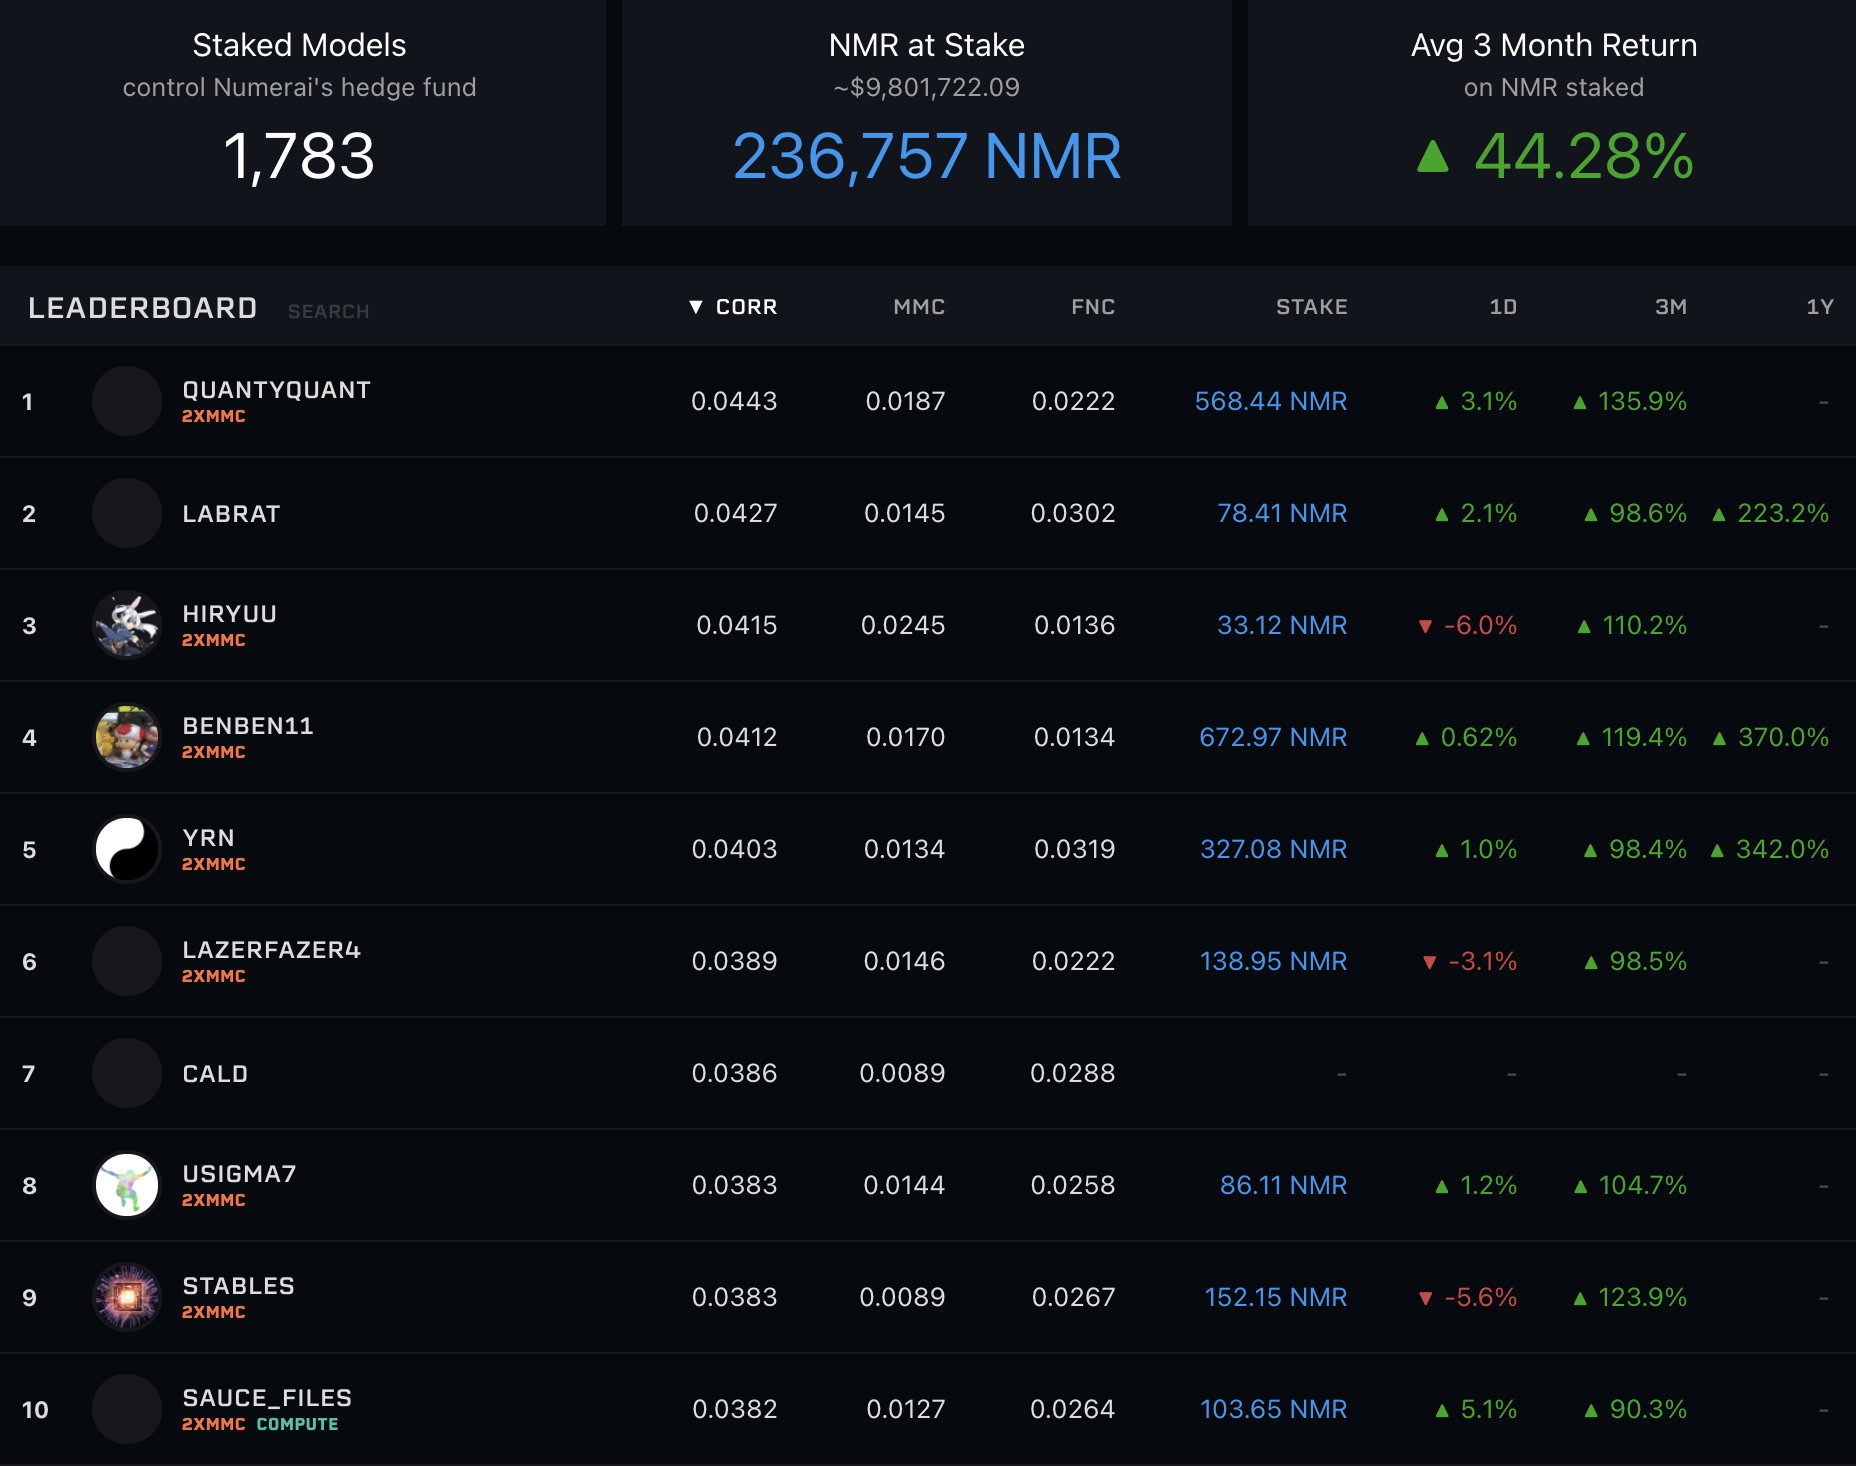 Staked Models
control Numerai's hedge fund
1,783
NMR at Stake
~$9,801,722.09
236,757 NMR
Avg 3 Month Return
on NMR staked
▲ 44.28%
LEADERBOARD SEARCH ▼ CORR MMC FNC STAKE 1D 3M 1Y
1 QUANTYQUANT 0.0443 0.0187 0.0222 568.44 NMR ▲ 3.1% ▲ 135.9% -
2XMMC
2 LABRAT 0.0427 0.0145 0.0302 78.41 NMR ▲ 2.1% ▲ 98.6% ▲ 223.2%
3 HIRYUU 0.0415 0.0245 0.0136 33.12 NMR ▼ -6.0% ▲ 110.2% -
2XMMC
4 BENBEN11 0.0412 0.0170 0.0134 672.97 NMR ▲ 0.62% ▲ 119.4% ▲ 370.0%
2XMMC
5 YRN 0.0403 0.0134 0.0319 327.08 NMR ▲ 1.0% ▲ 98.4% ▲ 342.0%
2XMMC
6 LAZERFAZER4 0.0389 0.0146 0.0222 138.95 NMR ▼ -3.1% ▲ 98.5% -
2XMMC
7 CALD 0.0386 0.0089 0.0288 - - - -
8 USIGMA7 0.0383 0.0144 0.0258 86.11 NMR ▲ 1.2% ▲ 104.7% -
2XMMC
9 STABLES 0.0383 0.0089 0.0267 152.15 NMR ▼ -5.6% ▲ 123.9% -
2XMMC
10 SAUCE_FILES 0.0382 0.0127 0.0264 103.65 NMR ▲ 5.1% ▲ 90.3% -
2XMMC COMPUTE